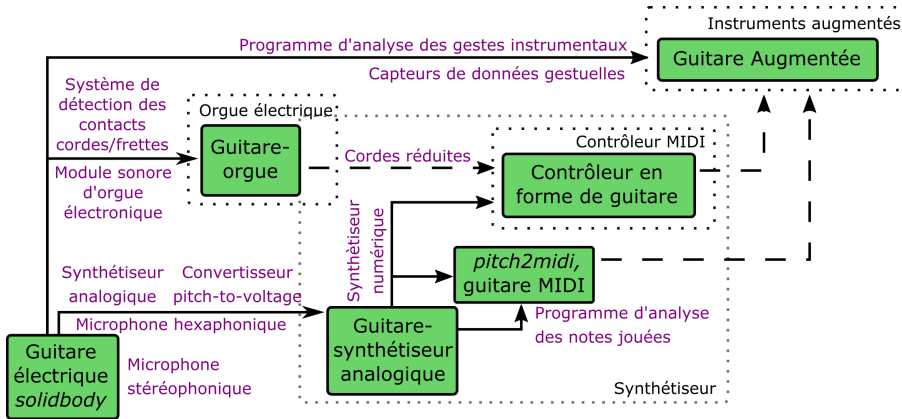 Instruments augmentés
Programme d'analyse des gestes instrumentaux
Guitare Augmentée
Capteurs de données gestuelles
Système de
détection des
contacts
cordes/frettes
Orgue électrique
Guitare-
orgue
Module sonore
d'orgue
électronique
Cordes réduites
Contrôleur MIDI
Contrôleur en
forme de guitare
Synthètiseur
numérique
Synthétiseur
analogique
Convertisseur
pitch-to-voltage
pitch2midi,
guitare MIDI
Microphone hexaphonique
Guitare-
synthétiseur
analogique
Programme d'analyse
des notes jouées
Guitare
électrique
solidbody
Microphone
stéréophonique
Synthétiseur